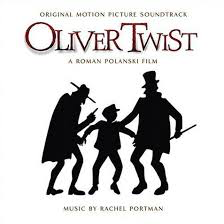 ORIGINAL MOTION PICTURE SOUNDTRACK
OLIVER TWIST
A ROMAN POLANSKI FILM
MUSIC BY RACHEL PORTMAN